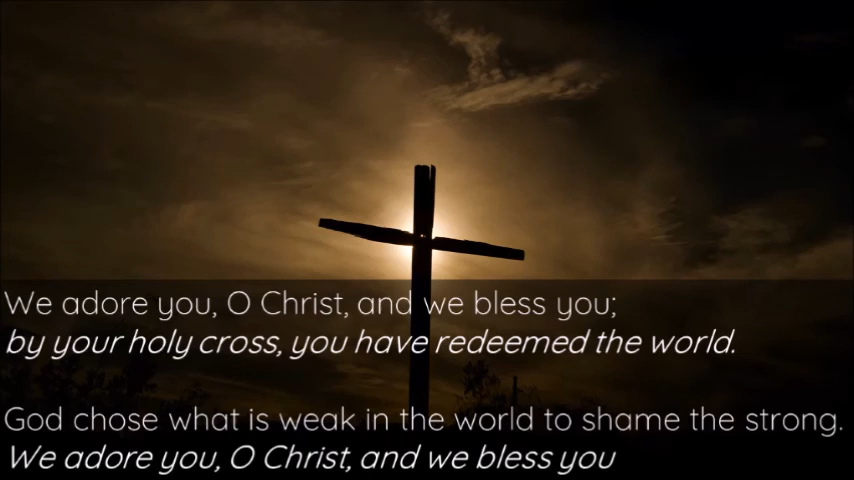 We adore you, O Christ, and we bless you;
by your holy cross, you have redeemed the world.
God chose what is weak in the world to shame the strong.
We adore you, O Christ, and we bless you